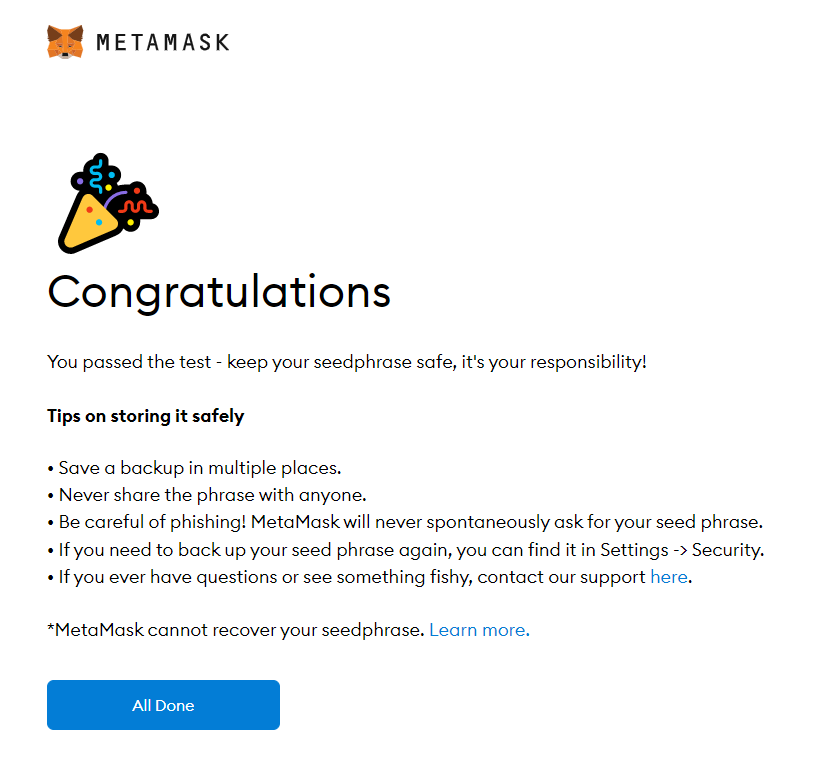 METAMASK
Congratulations
You passed the test - keep your seedphrase safe, it's your responsibility!
Tips on storing it safely
• Save a backup in multiple places.
• Never share the phrase with anyone.
• Be careful of phishing! MetaMask will never spontaneously ask for your seed phrase.
• If you need to back up your seed phrase again, you can find it in Settings -> Security.
• If you ever have questions or see something fishy, contact our support here.
*MetaMask cannot recover your seedphrase. Learn more.
All Done